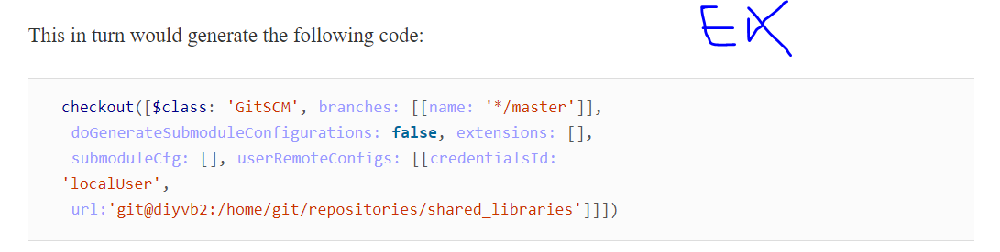 EX
This in turn would generate the following code:
checkout([$class: 'GitSCM', branches: [[name: '*/master']],
doGenerateSubmoduleConfigurations: false, extensions: [],
submoduleCfg: [], userRemoteConfigs: [[credentialsId:
'localUser',
url:'git@diyvb2:/home/git/repositories/shared_libraries']]])